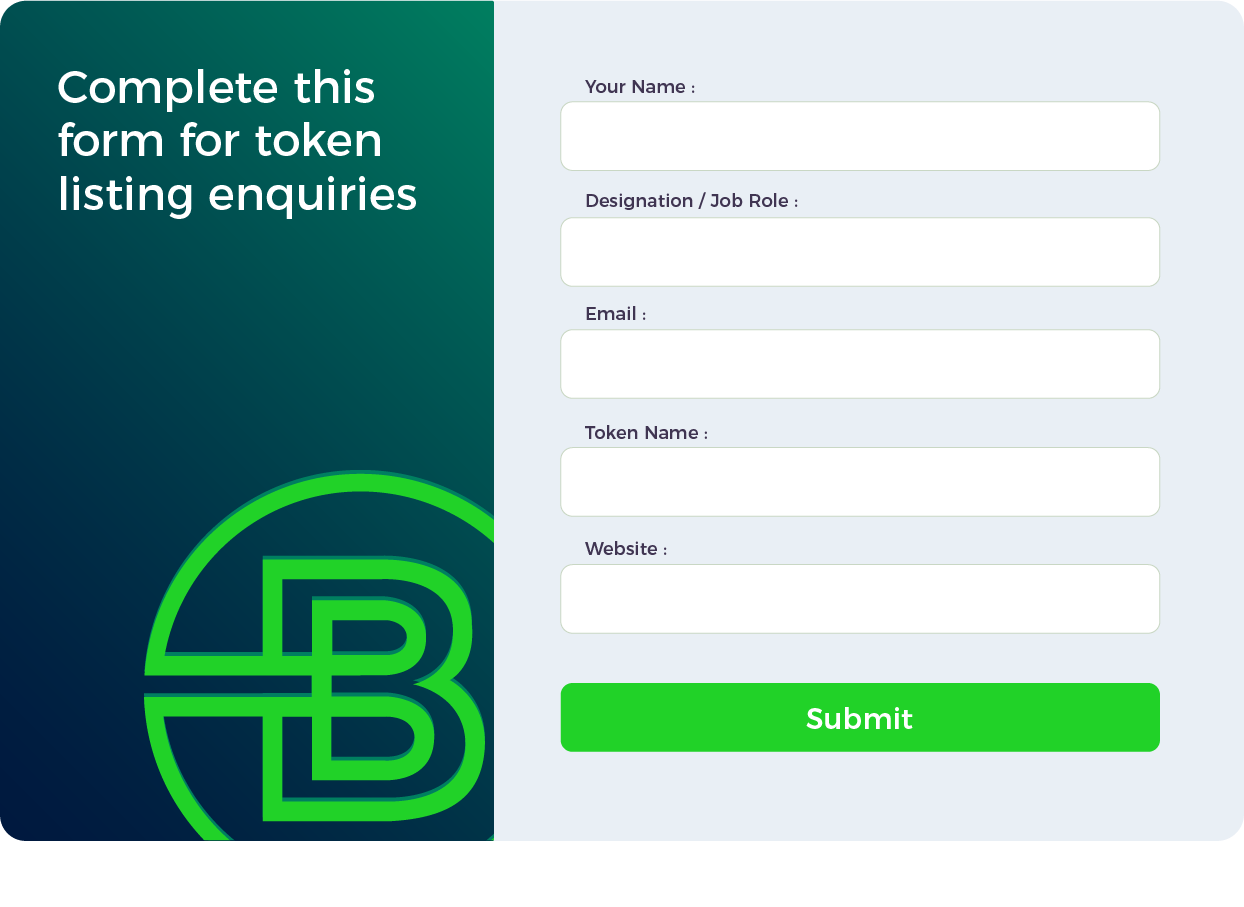 Complete this
form for token
listing enquiries
Your Name :
Designation / Job Role :
Email :
Token Name :
Website :
Submit